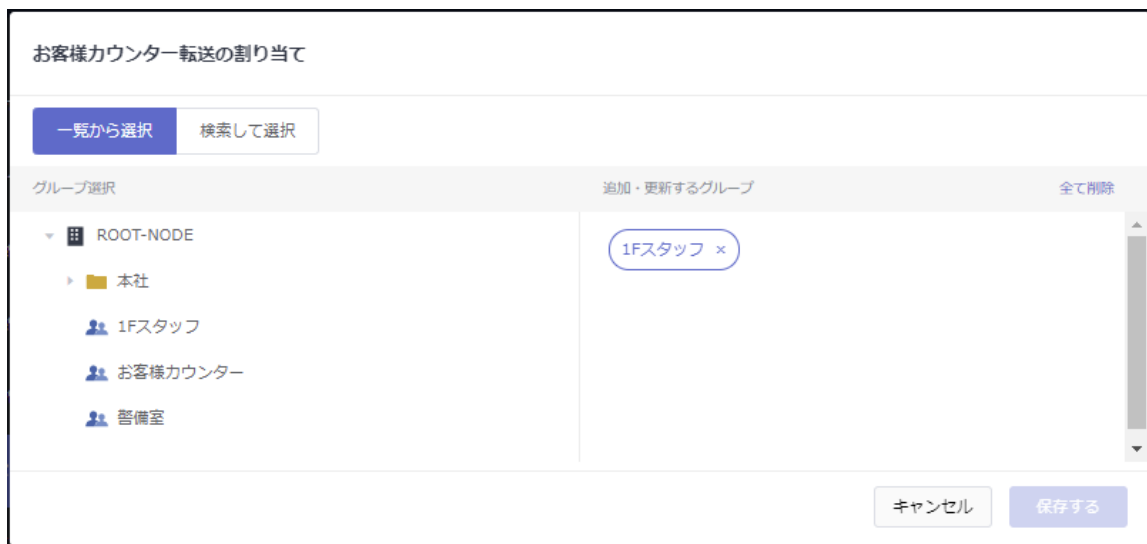 お客様カウンター転送の割り当て
一覧から選択 検索して選択
グループ選択 追加・更新するグループ 全て削除
ROOT-NODE
本社
1Fスタッフ
お客様カウンター
警備室
1Fスタッフ ×
キャンセル 保存する